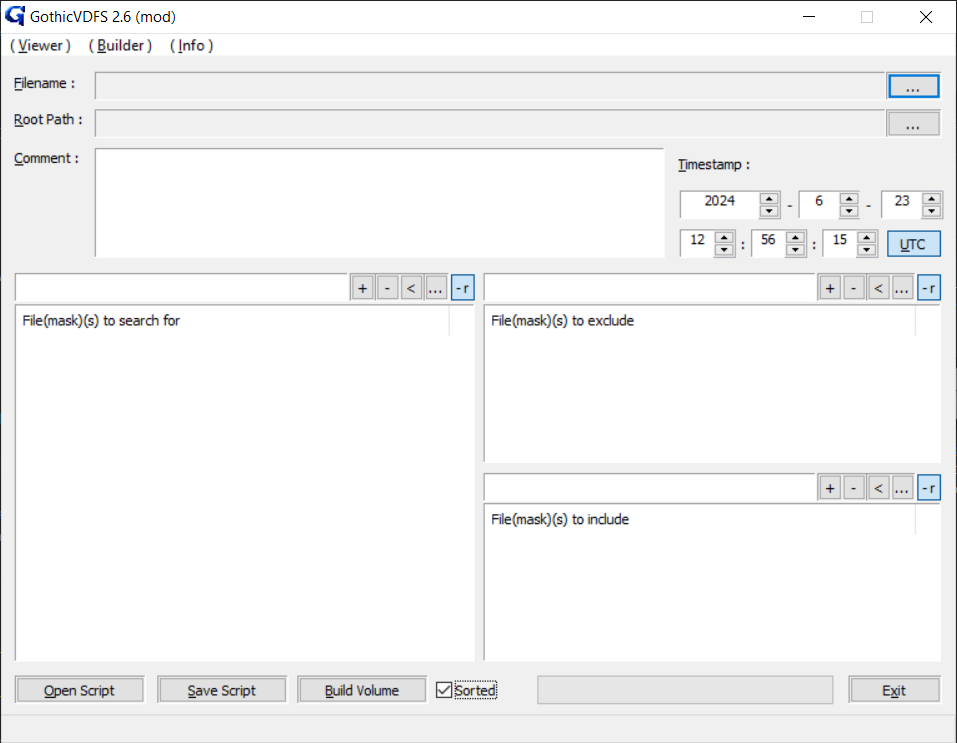 GothicVDFS 2.6 (mod)
( Viewer ) ( Builder ) ( Info )
Filename : ...
Root Path : ...
Comment :
Timestamp :
2024 - 6 - 23
12 : 56 : 15 UTC
+ - < ... -r + - < ... -r
File(mask)(s) to search for
File(mask)(s) to exclude
+ - < ... -r
File(mask)(s) to include
Open Script Save Script Build Volume Sorted Exit